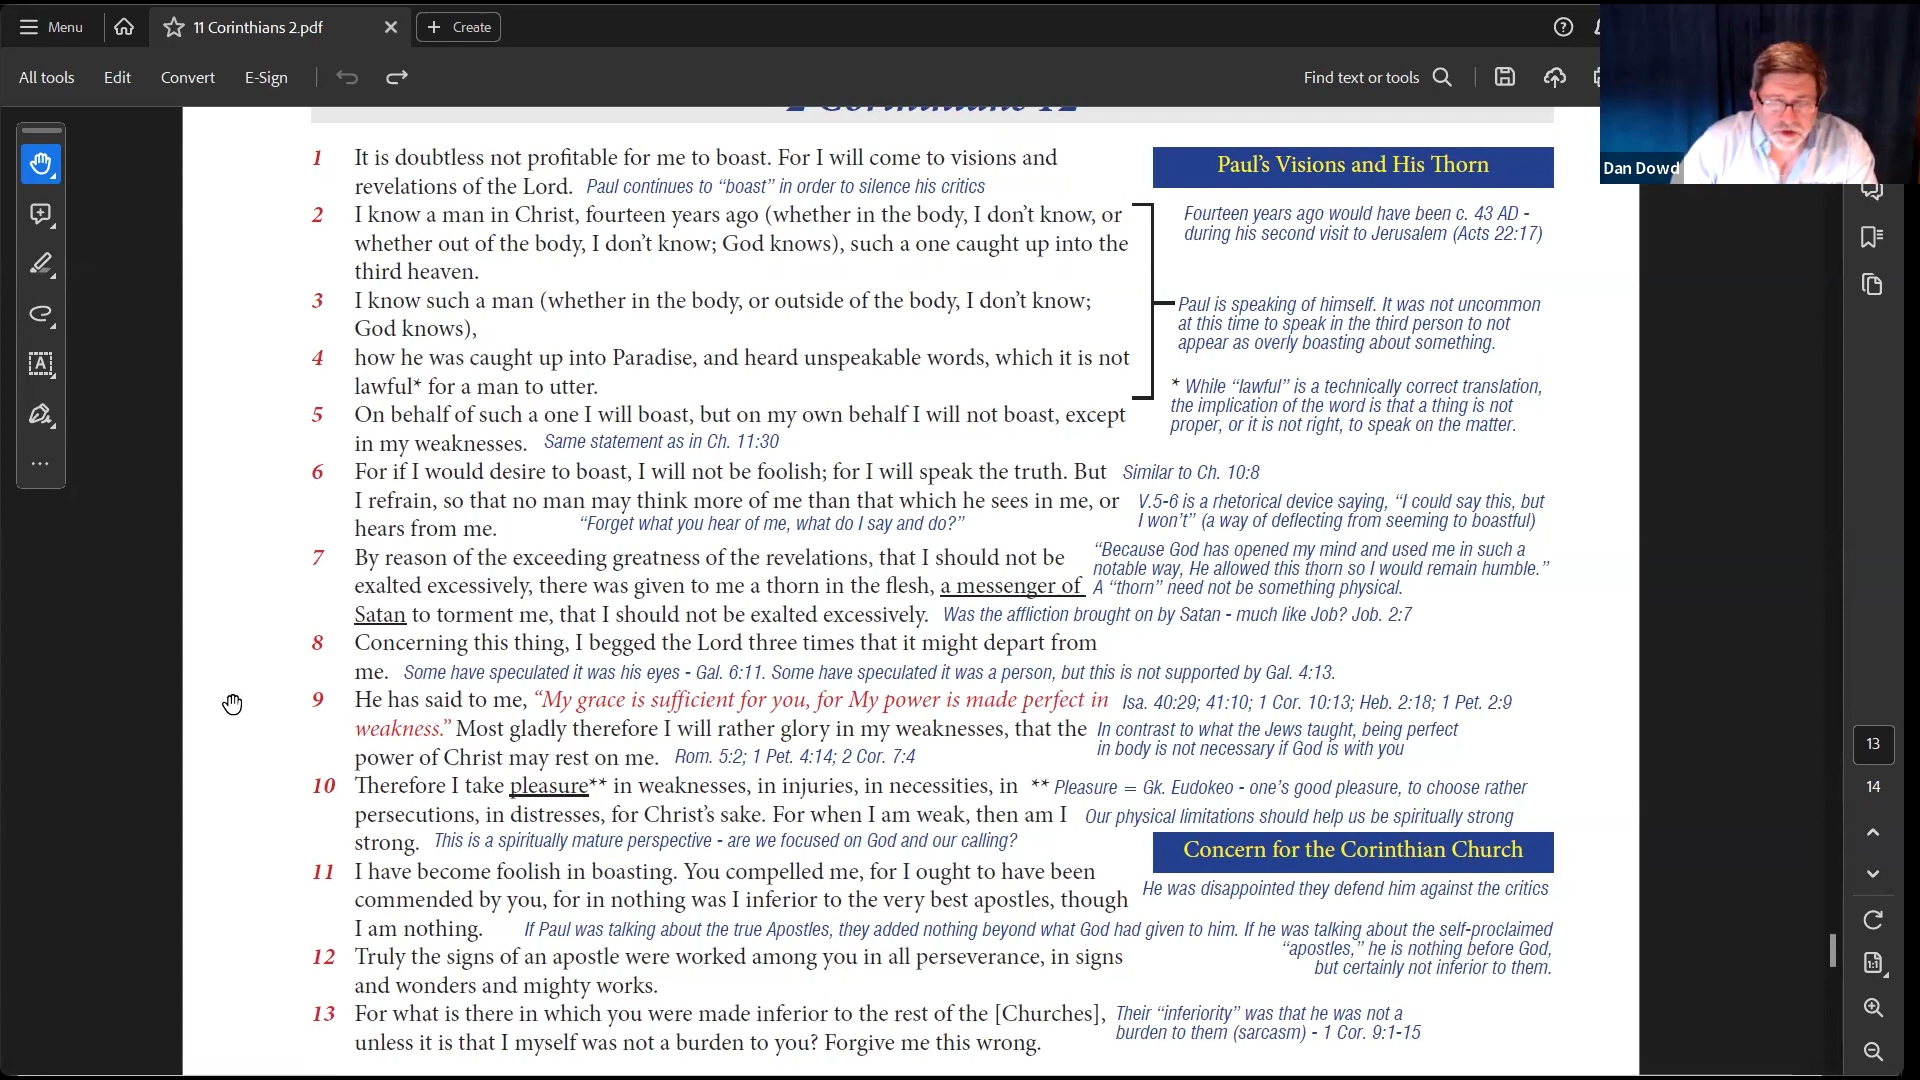 Menu
11 Corinthians 2.pdf
Create
All tools
Edit
Convert
E-Sign
Find text or tools
Dan Dowd
2 Corinthians 12
Paul's Visions and His Thorn
1 It is doubtless not profitable for me to boast. For I will come to visions and
revelations of the Lord. Paul continues to “boast” in order to silence his critics
2 I know a man in Christ, fourteen years ago (whether in the body, I don't know, or
whether out of the body, I don't know; God knows), such a one caught up into the
third heaven.
Fourteen years ago would have been c. 43 AD -
during his second visit to Jerusalem (Acts 22:17)
3 I know such a man (whether in the body, or outside of the body, I don't know;
God knows),
4 how he was caught up into Paradise, and heard unspeakable words, which it is not
lawful* for a man to utter.
Paul is speaking of himself. It was not uncommon
at this time to speak in the third person to not
appear as overly boasting about something.
* While “lawful” is a technically correct translation,
the implication of the word is that a thing is not
proper, or it is not right, to speak on the matter.
5 On behalf of such a one I will boast, but on my own behalf I will not boast, except
in my weaknesses. Same statement as in Ch. 11:30
6 For if I would desire to boast, I will not be foolish; for I will speak the truth. But Similar to Ch. 10:8
I refrain, so that no man may think more of me than that which he sees in me, or
hears from me. “Forget what you hear of me, what do I say and do?”
V.5-6 is a rhetorical device saying, “I could say this, but
I won't” (a way of deflecting from seeming to boastful)
7 By reason of the exceeding greatness of the revelations, that I should not be
exalted excessively, there was given to me a thorn in the flesh, a messenger of
Satan to torment me, that I should not be exalted excessively. Was the affliction brought on by Satan - much like Job? Job. 2:7
“Because God has opened my mind and used me in such a
notable way, He allowed this thorn so I would remain humble.”
A “thorn” need not be something physical.
8 Concerning this thing, I begged the Lord three times that it might depart from
me. Some have speculated it was his eyes - Gal. 6:11. Some have speculated it was a person, but this is not supported by Gal. 4:13.
9 He has said to me, “My grace is sufficient for you, for My power is made perfect in Isa. 40:29; 41:10; 1 Cor. 10:13; Heb. 2:18; 1 Pet. 2:9
weakness.” Most gladly therefore I will rather glory in my weaknesses, that the
power of Christ may rest on me. Rom. 5:2; 1 Pet. 4:14; 2 Cor. 7:4
In contrast to what the Jews taught, being perfect
in body is not necessary if God is with you
10 Therefore I take pleasure** in weaknesses, in injuries, in necessities, in ** Pleasure = Gk. Eudokeo - one's good pleasure, to choose rather
persecutions, in distresses, for Christ's sake. For when I am weak, then am I Our physical limitations should help us be spiritually strong
strong. This is a spiritually mature perspective - are we focused on God and our calling?
Concern for the Corinthian Church
11 I have become foolish in boasting. You compelled me, for I ought to have been
commended by you, for in nothing was I inferior to the very best apostles, though
He was disappointed they defend him against the critics
I am nothing. If Paul was talking about the true Apostles, they added nothing beyond what God had given to him. If he was talking about the self-proclaimed
“apostles,” he is nothing before God,
but certainly not inferior to them.
12 Truly the signs of an apostle were worked among you in all perseverance, in signs
and wonders and mighty works.
13 For what is there in which you were made inferior to the rest of the [Churches],
unless it is that I myself was not a burden to you? Forgive me this wrong.
Their “inferiority” was that he was not a
burden to them (sarcasm) - 1 Cor. 9:1-15
13
14
1:1